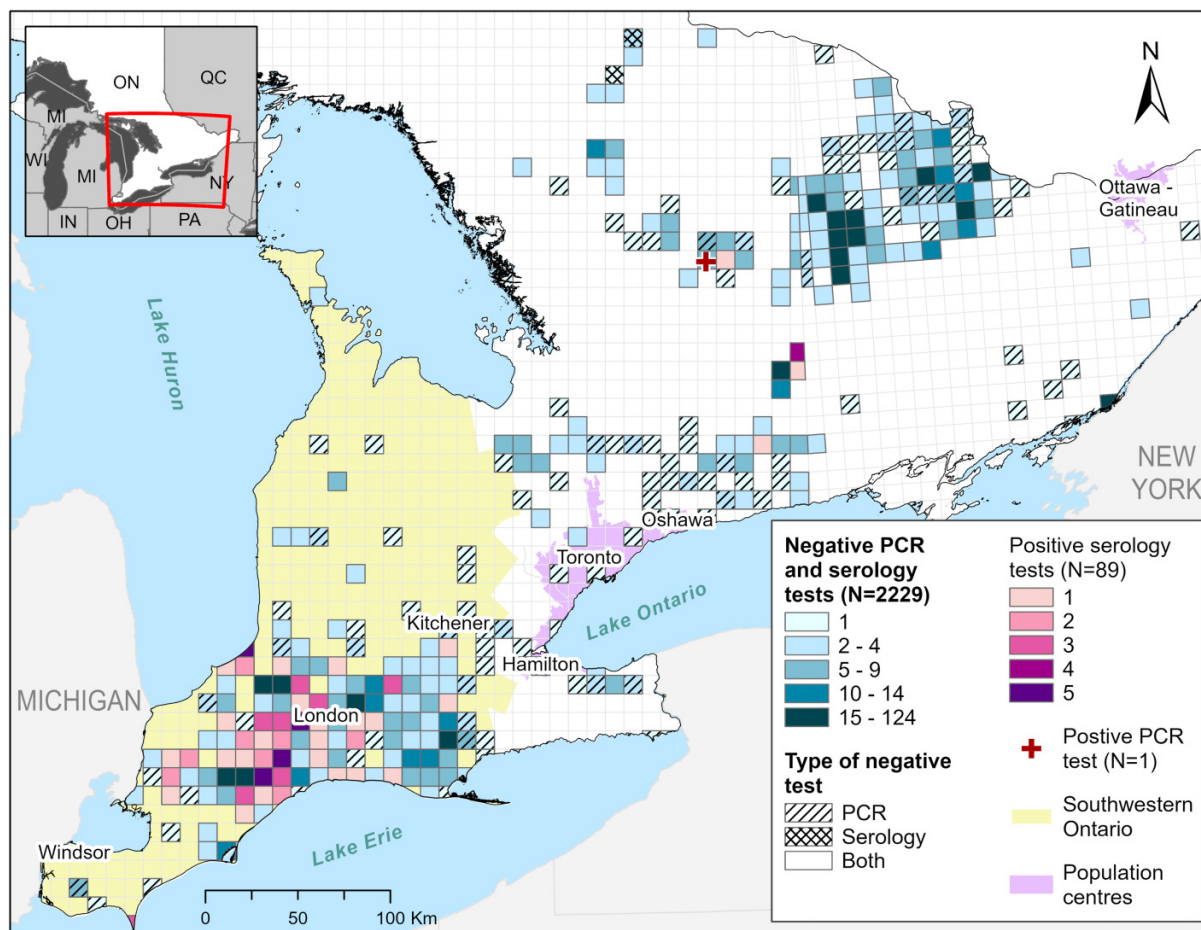 ON
QC
MI
WI
MI
NY
IN
OH
PA
N
Ottawa -
Gatineau
Lake Huron
NEW
YORK
Oshawa
Toronto
Lake Ontario
Kitchener
Hamilton
MICHIGAN
London
Windsor
Lake Erie
0 50 100 Km
Negative PCR
and serology
tests (N=2229)
1
2 - 4
5 - 9
10 - 14
15 - 124
Type of negative
test
PCR
Serology
Both
Positive serology
tests (N=89)
1
2
3
4
5
Postive PCR
test (N=1)
Southwestern
Ontario
Population
centres